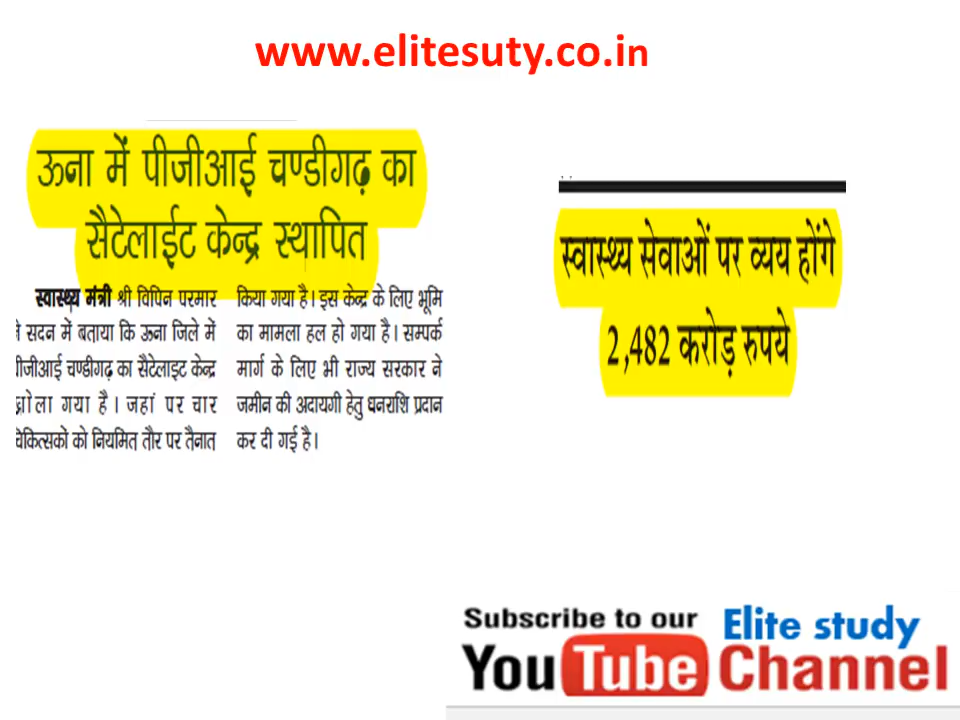 www.elitesuty.co.in
ऊना में पीजीआई चण्डीगढ़ का
सैटेलाईट केन्द्र स्थापित
स्वास्थ्य मंत्री श्री विपिन परमार
ने सदन में बताया कि ऊना जिले में
पीजीआई चण्डीगढ़ का सैटेलाइट केन्द्र
खोला गया है। जहां पर चार
चिकित्सकों को नियमित तौर पर तैनात
किया गया है। इस केन्द्र के लिए भूमि
का मामला हल हो गया है। सम्पर्क
मार्ग के लिए भी राज्य सरकार ने
जमीन की अदायगी हेतु धनराशि प्रदान
कर दी गई है।
स्वास्थ्य सेवाओं पर व्यय होंगे
2,482 करोड़ रुपये
Subscribe to our Elite study
YouTube Channel